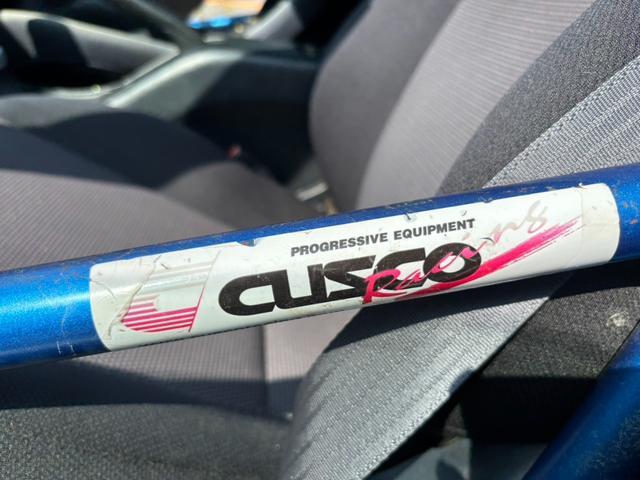 PROGRESSIVE EQUIPMENT
CUSCO Racing